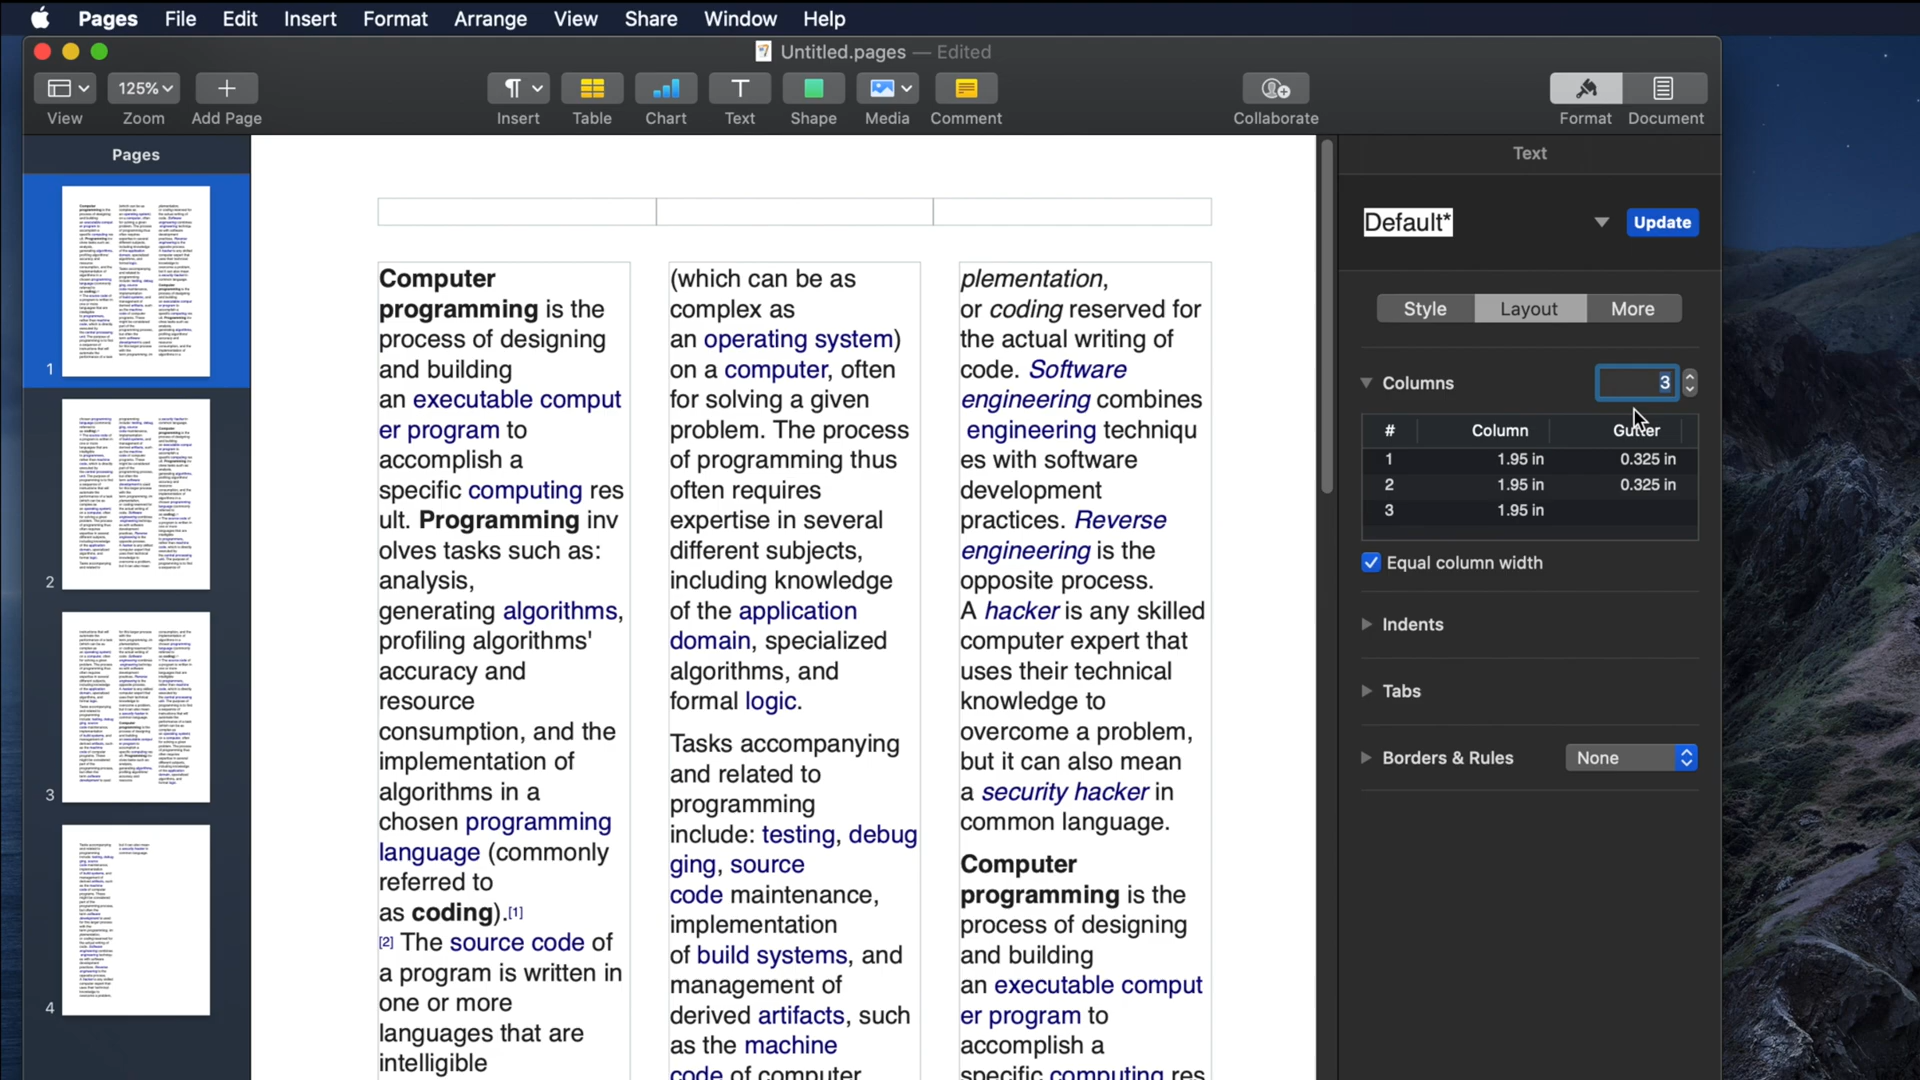 Pages File Edit Insert Format Arrange View Share Window Help
Untitled.pages — Edited
125%
View Zoom Add Page Insert Table Chart Text Shape Media Comment Collaborate Format Document
Pages
1
2
3
4
Computer
programming is the
process of designing
and building
an executable comput
er program to
accomplish a
specific computing res
ult. Programming inv
olves tasks such as:
analysis,
generating algorithms,
profiling algorithms'
accuracy and
resource
consumption, and the
implementation of
algorithms in a
chosen programming
language (commonly
referred to
as coding).[1]
[2] The source code of
a program is written in
one or more
languages that are
intelligible
(which can be as
complex as
an operating system)
on a computer, often
for solving a given
problem. The process
of programming thus
often requires
expertise in several
different subjects,
including knowledge
of the application
domain, specialized
algorithms, and
formal logic.
Tasks accompanying
and related to
programming
include: testing, debug
ging, source
code maintenance,
implementation
of build systems, and
management of
derived artifacts, such
as the machine
code of computer
plementation,
or coding reserved for
the actual writing of
code. Software
engineering combines
engineering techniqu
es with software
development
practices. Reverse
engineering is the
opposite process.
A hacker is any skilled
computer expert that
uses their technical
knowledge to
overcome a problem,
but it can also mean
a security hacker in
common language.
Computer
programming is the
process of designing
and building
an executable comput
er program to
accomplish a
specific computing res
Text
Default* Update
Style Layout More
Columns 3
# Column Gutter
1 1.95 in 0.325 in
2 1.95 in 0.325 in
3 1.95 in
Equal column width
Indents
Tabs
Borders & Rules None